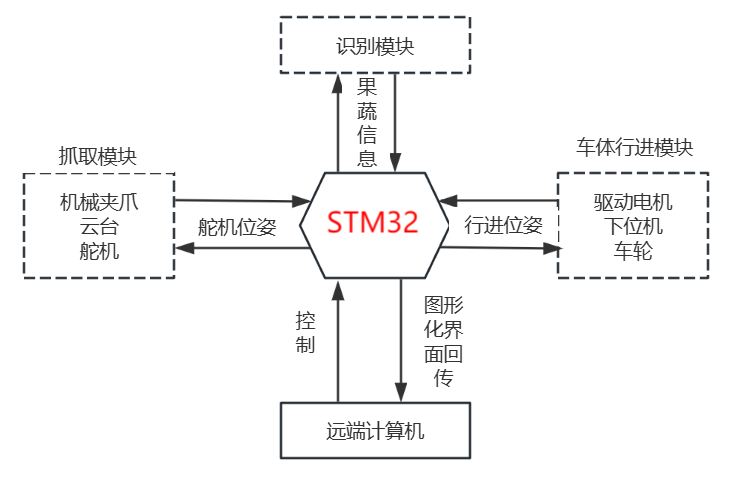 识别模块
果
蔬
信
息
抓取模块
机械夹爪
云台
舵机
舵机位姿
STM32
行进位姿
车体行进模块
驱动电机
下位机
车轮
控
制
图形
化界
面回
传
远端计算机